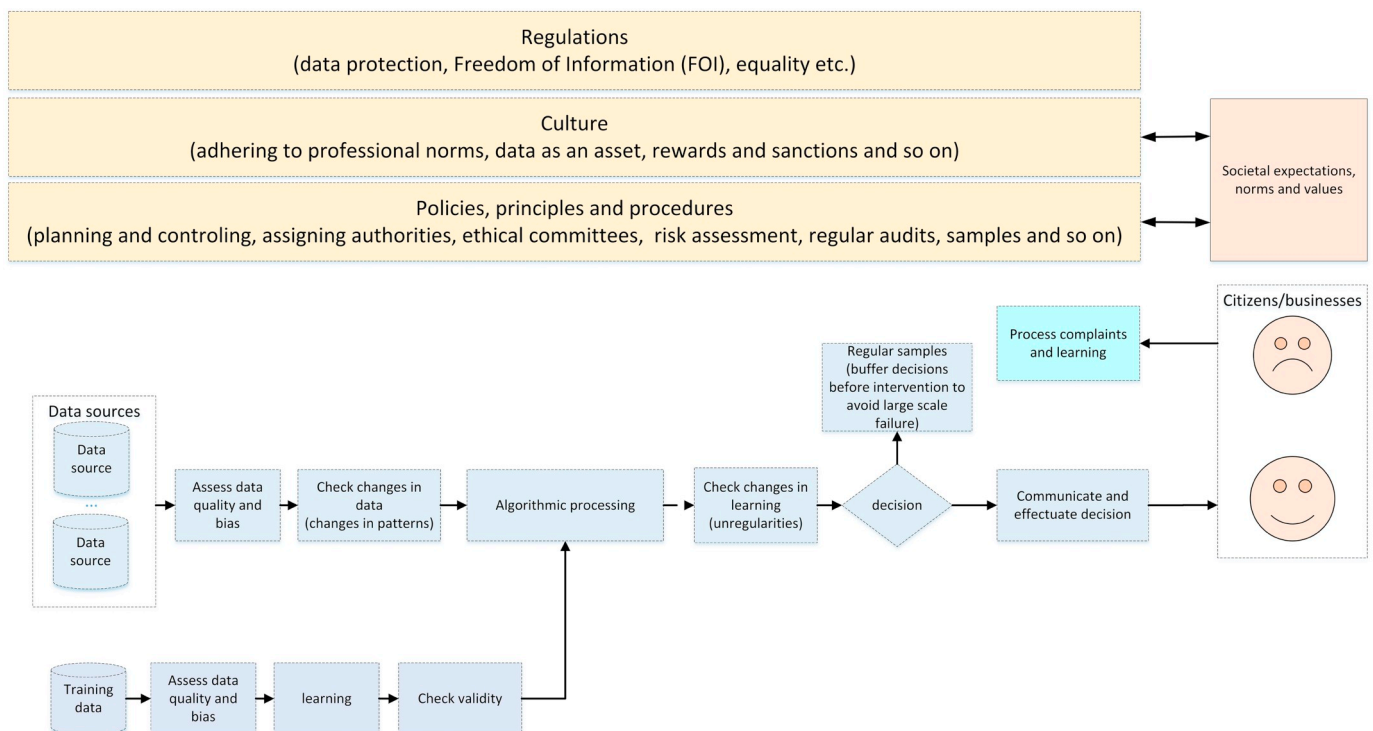 Regulations
(data protection, Freedom of Information (FOI), equality etc.)
Culture
(adhering to professional norms, data as an asset, rewards and sanctions and so on)
Policies, principles and procedures
(planning and controling, assigning authorities, ethical committees, risk assessment, regular audits, samples and so on)
Societal expectations,
norms and values
Citizens/businesses
Process complaints
and learning
Regular samples
(buffer decisions
before intervention to
avoid large scale
failure)
Data sources
Data
source
...
Data
source
Assess data
quality and
bias
Check changes in
data
(changes in patterns)
Algorithmic processing
Check changes in
learning
(unregularities)
decision
Communicate and
effectuate decision
Training
data
Assess data
quality and
bias
learning
Check validity